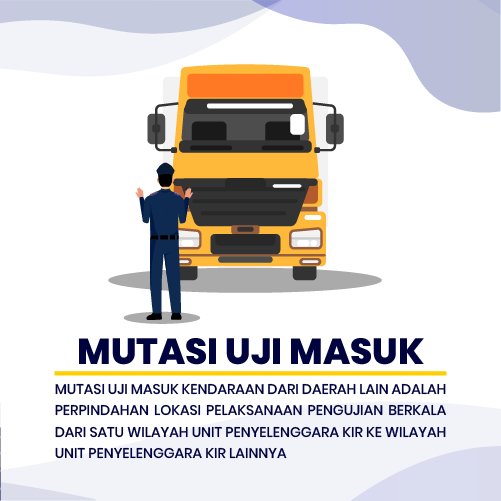 MUTASI UJI MASUK
MUTASI UJI MASUK KENDARAAN DARI DAERAH LAIN ADALAH
PERPINDAHAN LOKASI PELAKSANAAN PENGUJIAN BERKALA
DARI SATU WILAYAH UNIT PENYELENGGARA KIR KE WILAYAH
UNIT PENYELENGGARA KIR LAINNYA